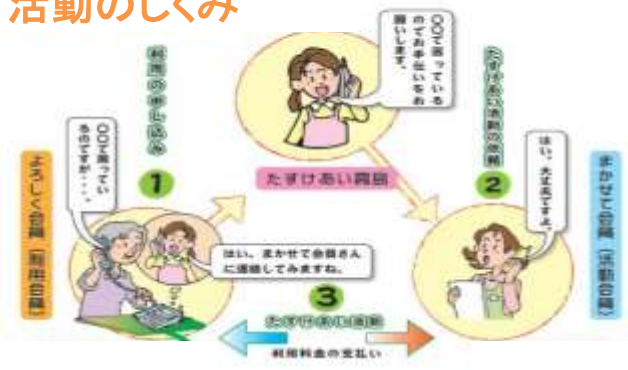 活動のしくみ
利用の申し込み
1
〇〇で困ってい
るのですが・・・。
よろしく会員（利用会員）
〇〇で困っている
のでお手伝いをお
願いします。
たすけあい霧島
たすけあい活動の依頼
2
はい、大丈夫ですよ。
まかせて会員（活動会員）
はい、まかせて会員さん
に連絡してみますね。
3
たすけあい活動
利用料金の支払い